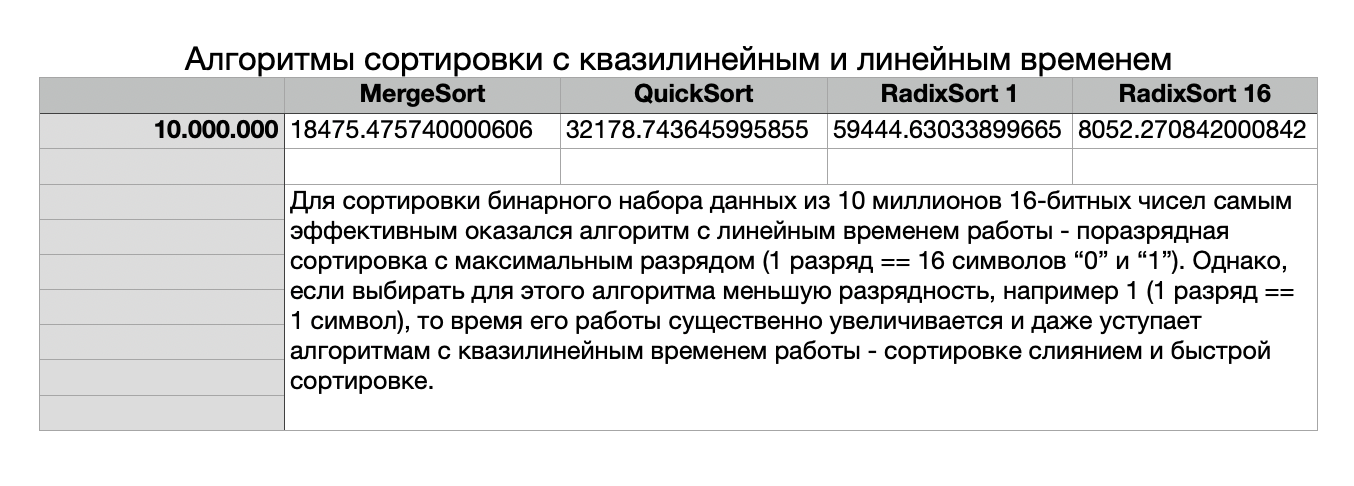 Алгоритмы сортировки с квазилинейным и линейным временем
MergeSort QuickSort RadixSort 1 RadixSort 16
10.000.000 18475.475740000606 32178.743645995855 59444.63033899665 8052.270842000842
Для сортировки бинарного набора данных из 10 миллионов 16-битных чисел самым
эффективным оказался алгоритм с линейным временем работы - поразрядная
сортировка с максимальным разрядом (1 разряд == 16 символов “0” и “1”). Однако,
если выбирать для этого алгоритма меньшую разрядность, например 1 (1 разряд ==
1 символ), то время его работы существенно увеличивается и даже уступает
алгоритмам с квазилинейным временем работы - сортировке слиянием и быстрой
сортировке.